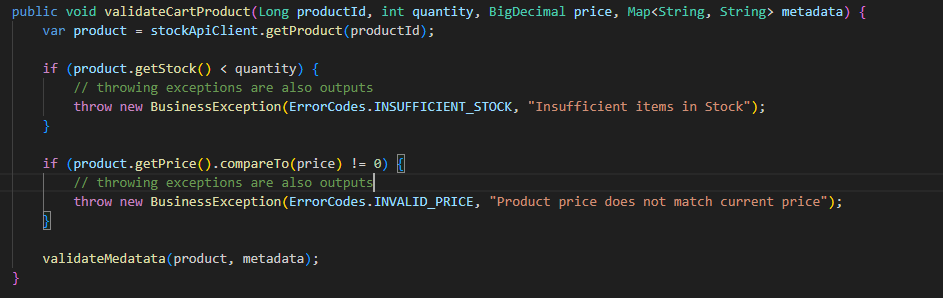 public void validateCartProduct(Long productId, int quantity, BigDecimal price, Map<String, String> metadata) {
var product = stockApiClient.getProduct(productId);
if (product.getStock() < quantity) {
// throwing exceptions are also outputs
throw new BusinessException(ErrorCodes.INSUFFICIENT_STOCK, "Insufficient items in Stock");
}
if (product.getPrice().compareTo(price) != 0) {
// throwing exceptions are also outputs
throw new BusinessException(ErrorCodes.INVALID_PRICE, "Product price does not match current price");
}
validateMedatata(product, metadata);
}